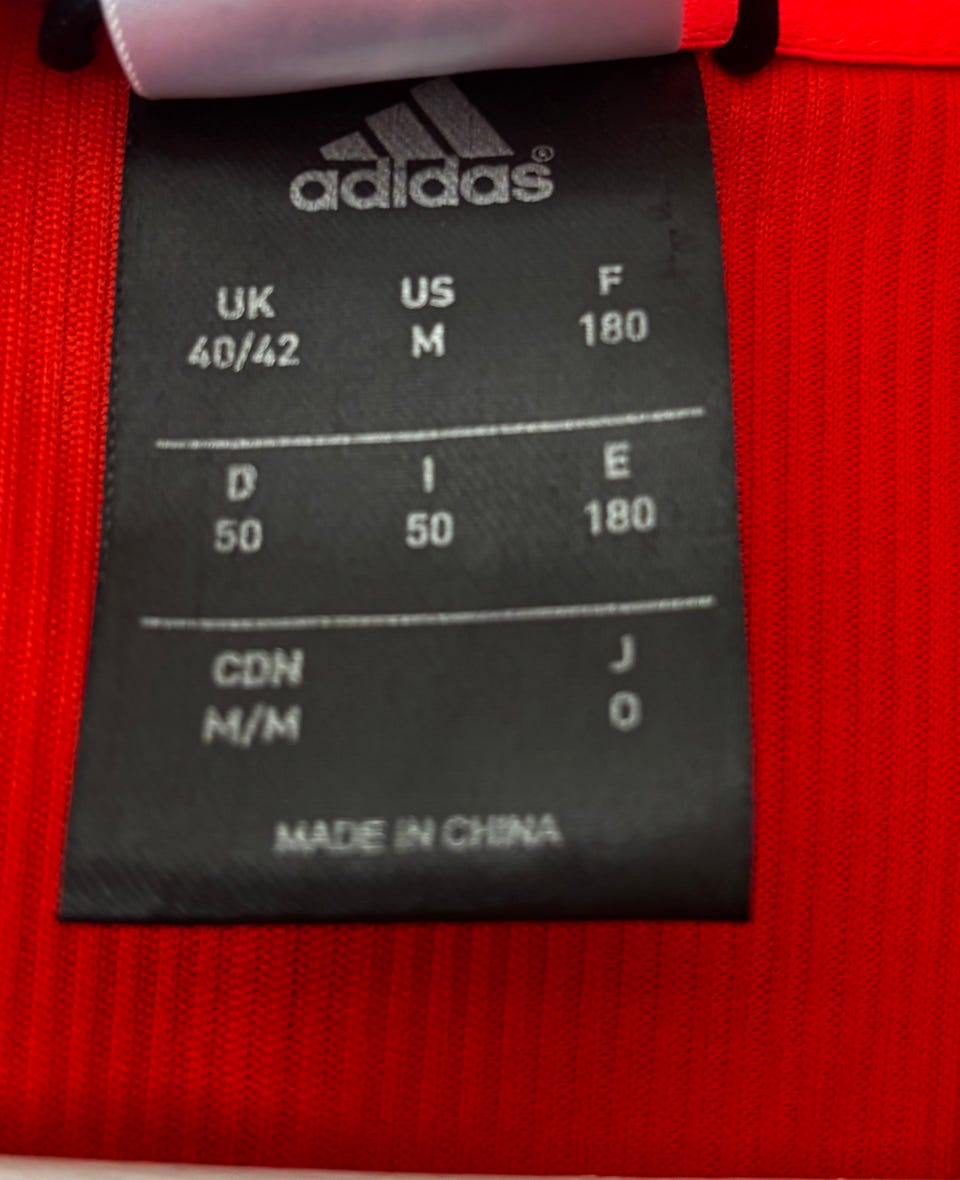 adidas®
UK US F
40/42 M 180
D I E
50 50 180
CDN J
M/M O
MADE IN CHINA